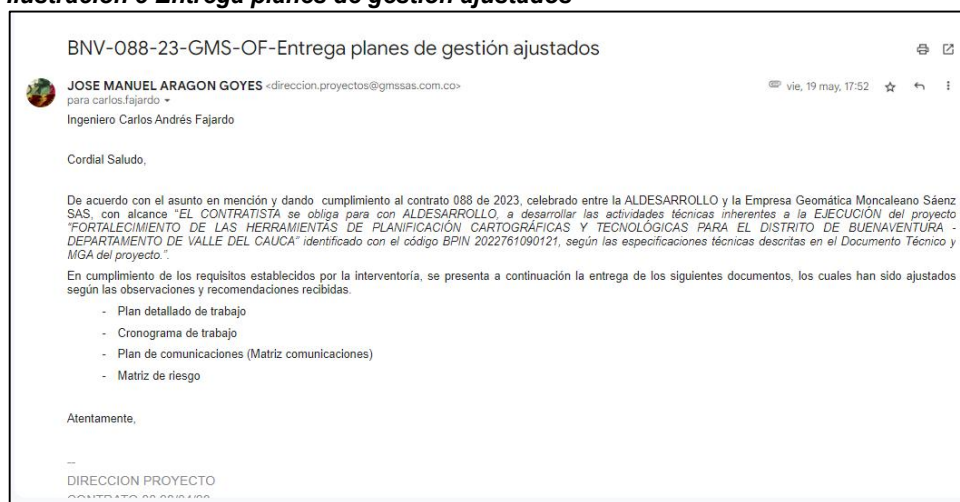 Ilustración 3 Entrega planes de gestión ajustados
BNV-088-23-GMS-OF-Entrega planes de gestión ajustados
JOSE MANUEL ARAGON GOYES <direccion.proyectos@gmssas.com.co>
vie, 19 may, 17:52
para carlos.fajardo
Ingeniero Carlos Andrés Fajardo
Cordial Saludo,
De acuerdo con el asunto en mención y dando cumplimiento al contrato 088 de 2023, celebrado entre la ALDESARROLLO y la Empresa Geomática Moncaleano Sáenz
SAS, con alcance “EL CONTRATISTA se obliga para con ALDESARROLLO, a desarrollar las actividades técnicas inherentes a la EJECUCIÓN del proyecto
“FORTALECIMIENTO DE LAS HERRAMIENTAS DE PLANIFICACIÓN CARTOGRÁFICAS Y TECNOLÓGICAS PARA EL DISTRITO DE BUENAVENTURA -
DEPARTAMENTO DE VALLE DEL CAUCA” identificado con el código BPIN 2022761090121, según las especificaciones técnicas descritas en el Documento Técnico y
MGA del proyecto.”.
En cumplimiento de los requisitos establecidos por la interventoría, se presenta a continuación la entrega de los siguientes documentos, los cuales han sido ajustados
según las observaciones y recomendaciones recibidas.
- Plan detallado de trabajo
- Cronograma de trabajo
- Plan de comunicaciones (Matriz comunicaciones)
- Matriz de riesgo
Atentamente,
--
DIRECCION PROYECTO